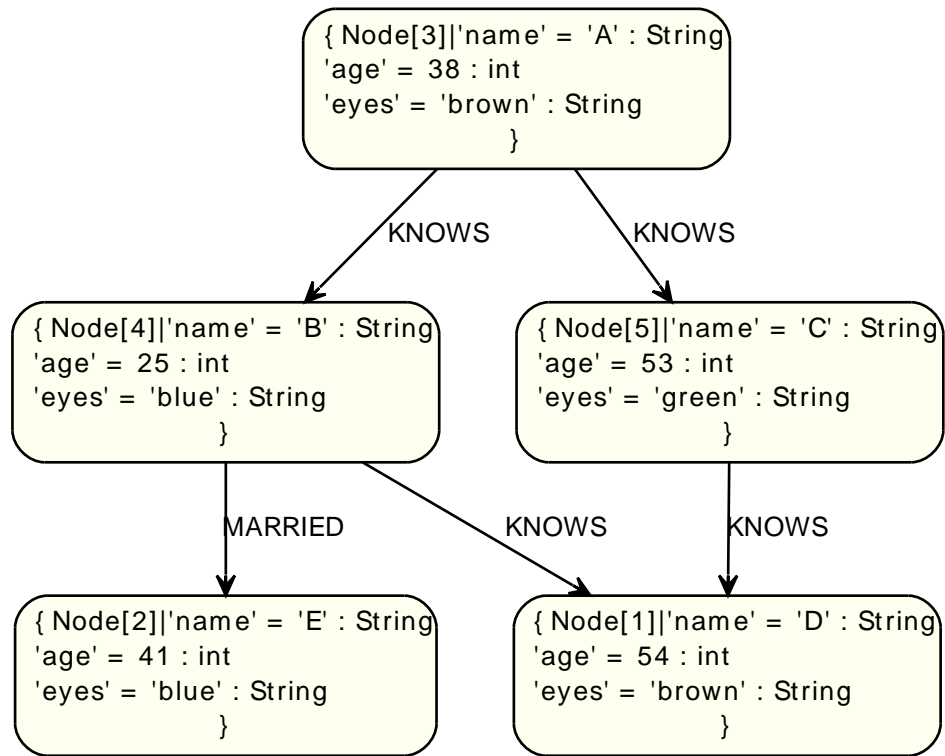 { Node[3]|'name' = 'A' : String
'age' = 38 : int
'eyes' = 'brown' : String
}
KNOWS
KNOWS
{ Node[4]|'name' = 'B' : String
'age' = 25 : int
'eyes' = 'blue' : String
}
{ Node[5]|'name' = 'C' : String
'age' = 53 : int
'eyes' = 'green' : String
}
MARRIED
KNOWS
KNOWS
{ Node[2]|'name' = 'E' : String
'age' = 41 : int
'eyes' = 'blue' : String
}
{ Node[1]|'name' = 'D' : String
'age' = 54 : int
'eyes' = 'brown' : String
}